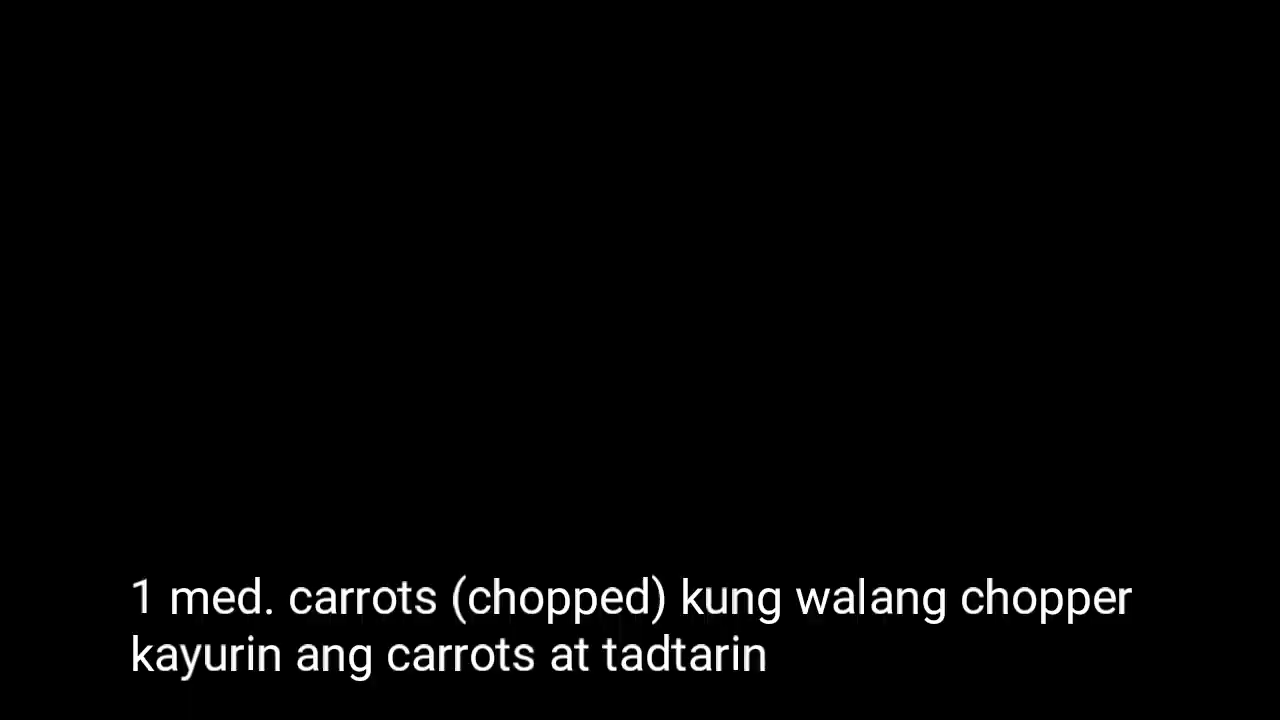 1 med. carrots (chopped) kung walang chopper
kayurin ang carrots at tadtarin